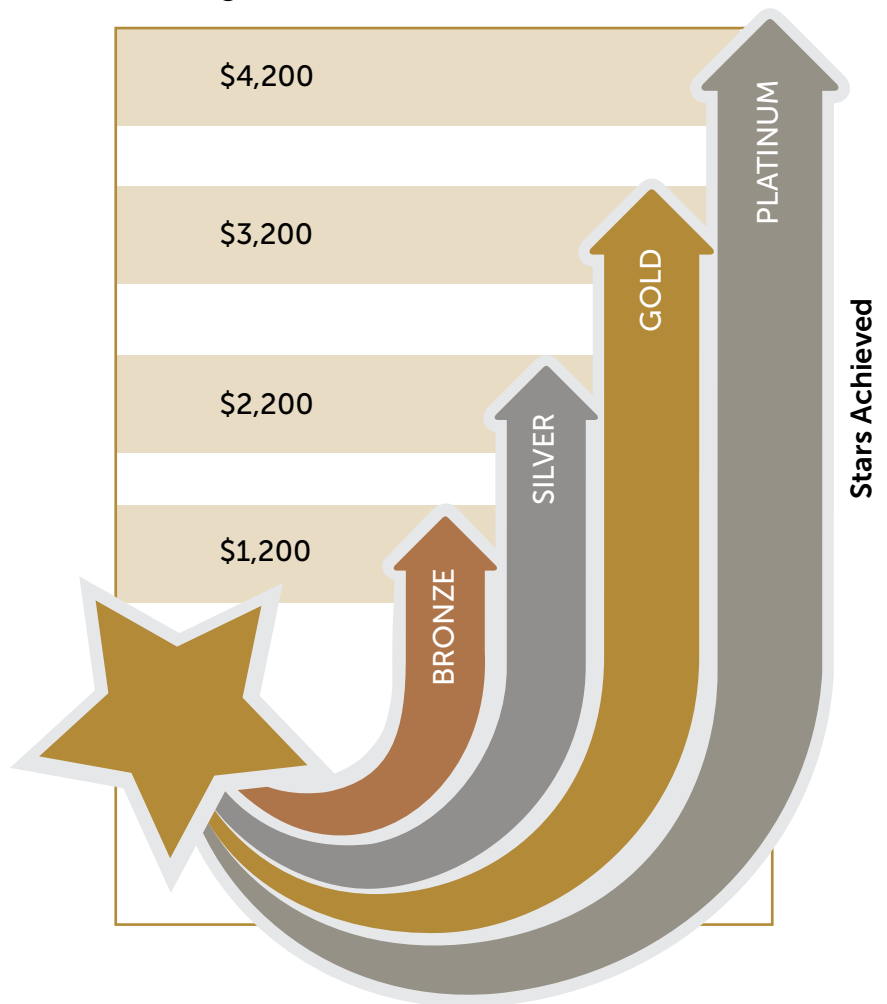 $4,200
PLATINUM
$3,200
GOLD
$2,200
SILVER
$1,200
BRONZE
Stars Achieved